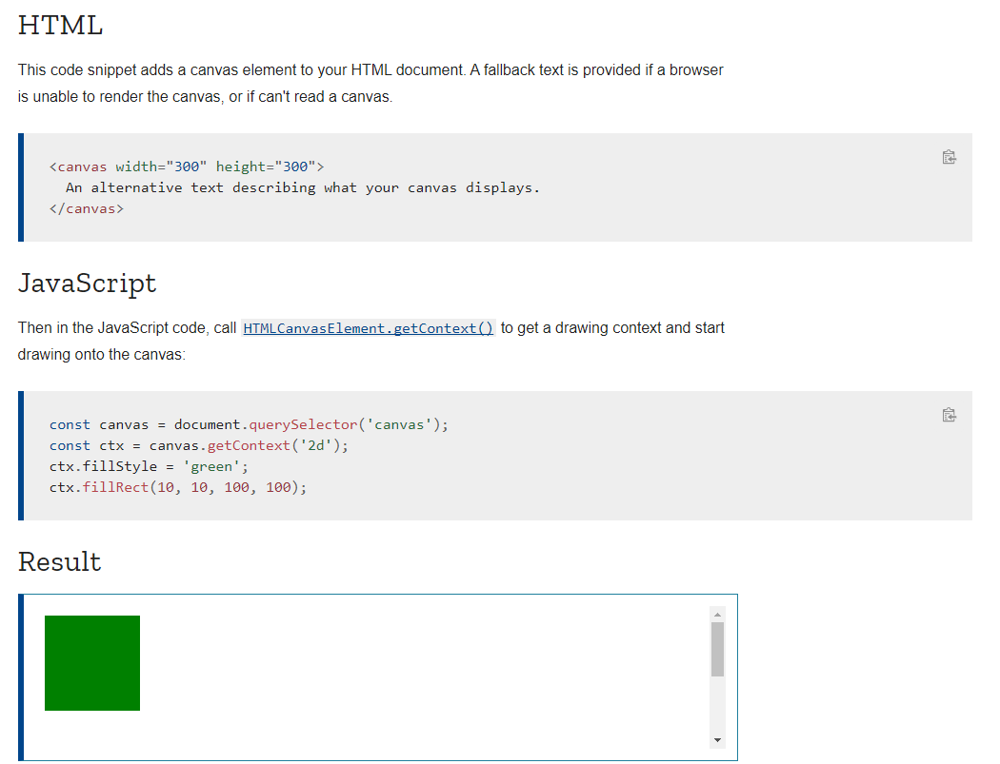 HTML
This code snippet adds a canvas element to your HTML document. A fallback text is provided if a browser
is unable to render the canvas, or if can't read a canvas.
<canvas width="300" height="300">
  An alternative text describing what your canvas displays.
</canvas>
JavaScript
Then in the JavaScript code, call HTMLCanvasElement.getContext() to get a drawing context and start
drawing onto the canvas:
const canvas = document.querySelector('canvas');
const ctx = canvas.getContext('2d');
ctx.fillStyle = 'green';
ctx.fillRect(10, 10, 100, 100);
Result